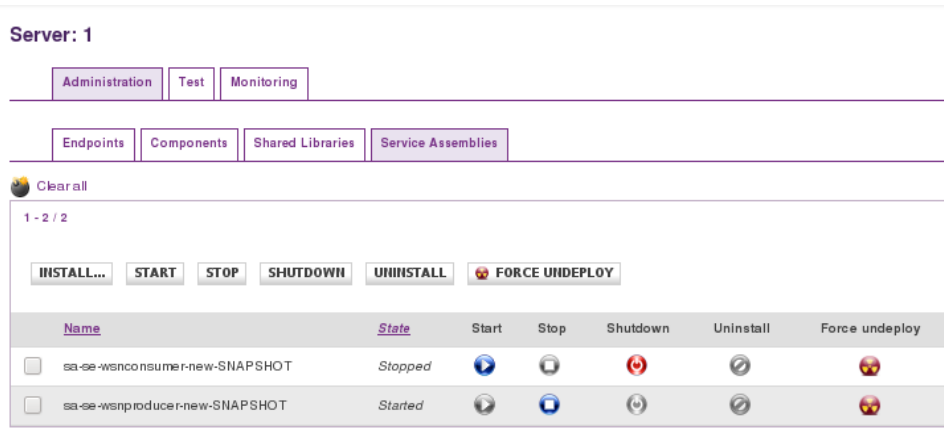 Server: 1
Administration Test Monitoring
Endpoints Components Shared Libraries Service Assemblies
Clear all
1 - 2 / 2
INSTALL... START STOP SHUTDOWN UNINSTALL FORCE UNDEPLOY
Name State Start Stop Shutdown Uninstall Force undeploy
sa-se-wsnconsumer-new-SNAPSHOT Stopped
sa-se-wsnproducer-new-SNAPSHOT Started